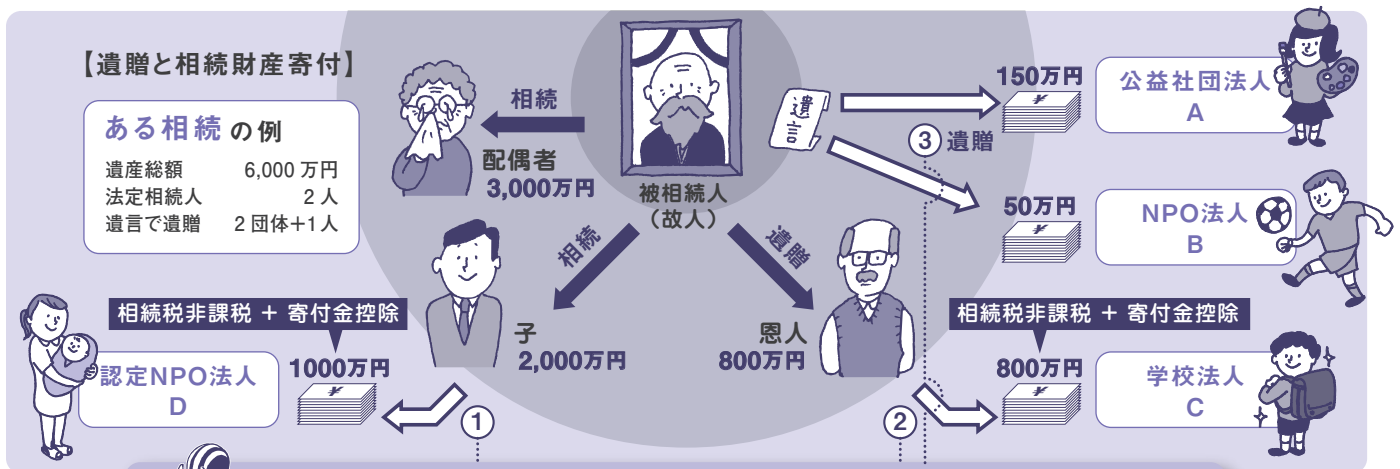 【遺贈と相続財産寄付】
ある相続 の例
遺産総額 6,000 万円
法定相続人 2 人
遺言で遺贈 2 団体+1 人
相続
配偶者
3,000万円
被相続人
(故人)
遺言
150万円
公益社団法人
A
③ 遺贈
50万円
NPO法人
B
相続
子
2,000万円
遺贈
恩人
800万円
相続税非課税 + 寄付金控除
1000万円
¥
認定NPO法人
D
①
相続税非課税 + 寄付金控除
800万円
¥
学校法人
C
②
¥
¥